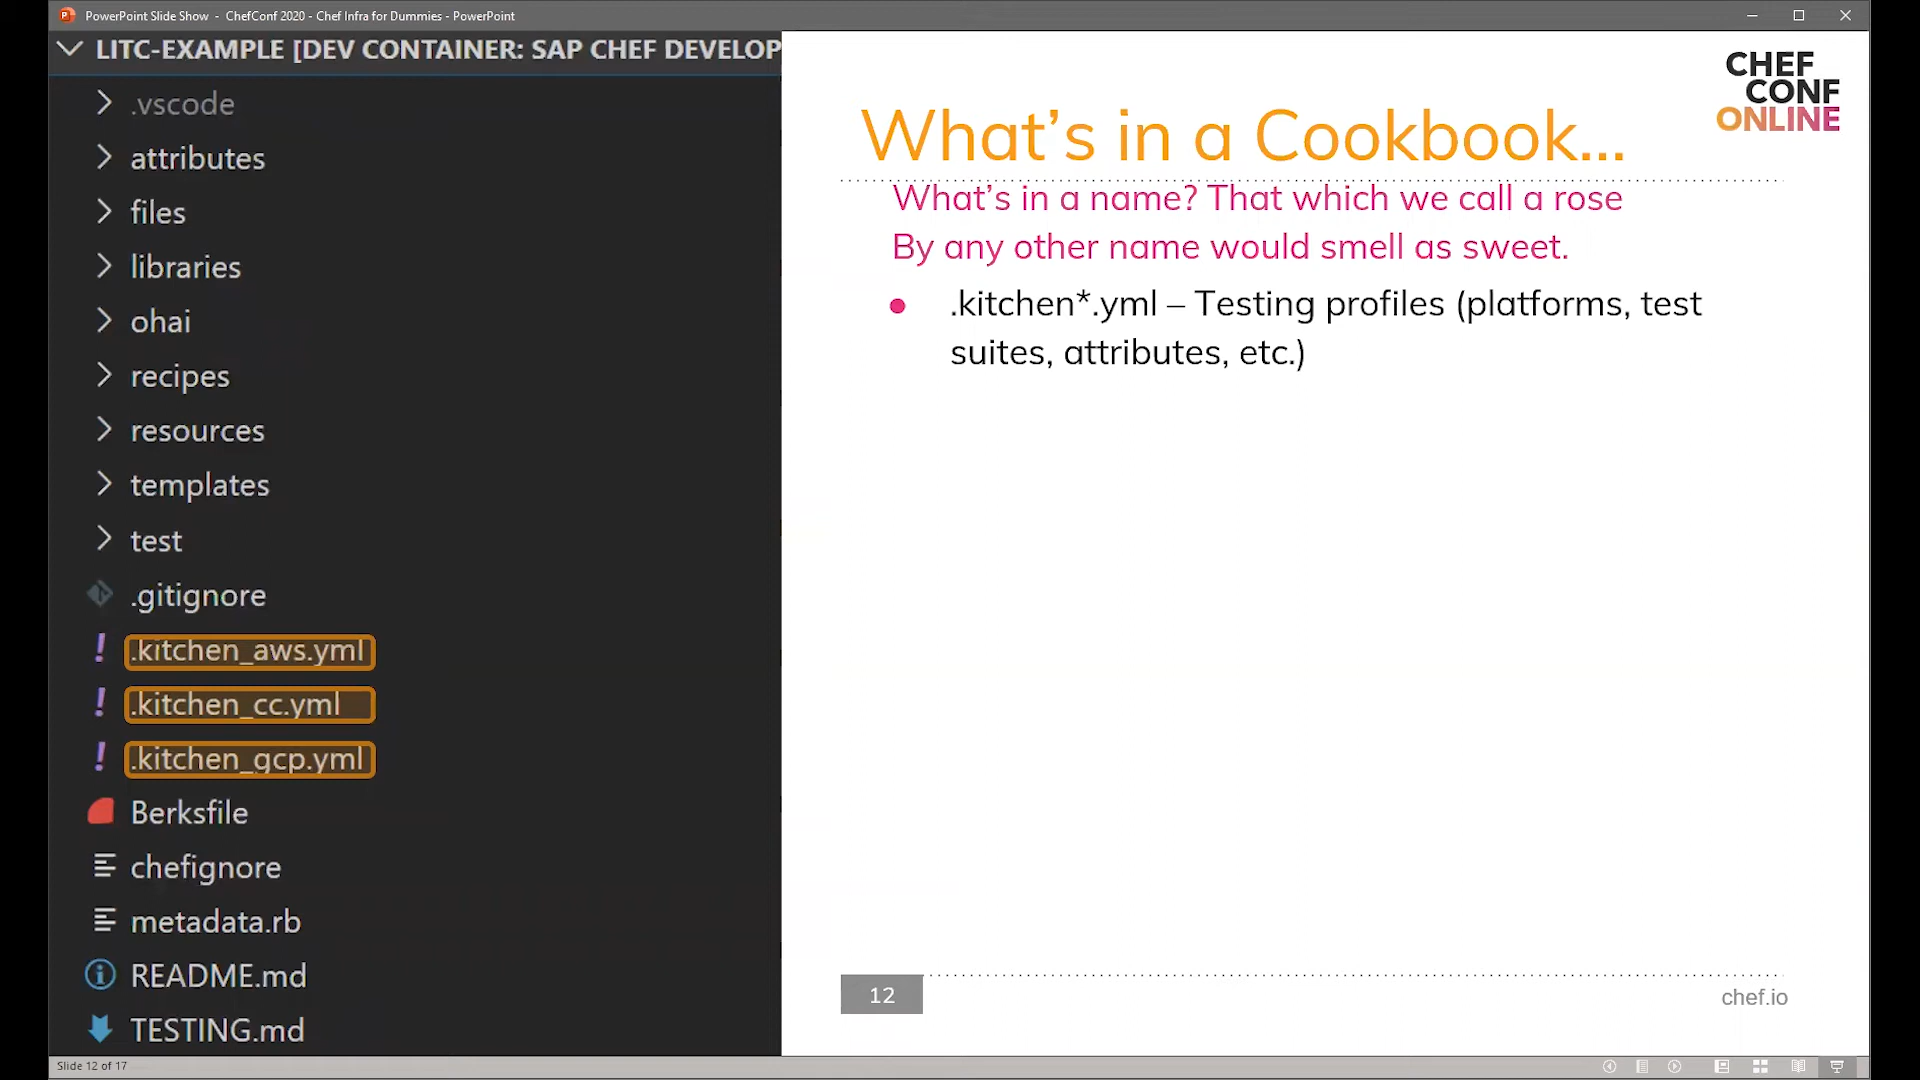 PowerPoint Slide Show - ChefConf 2020 - Chef Infra for Dummies - PowerPoint
LITC-EXAMPLE [DEV CONTAINER: SAP CHEF DEVELOP
.vscode
attributes
files
libraries
ohai
recipes
resources
templates
test
.gitignore
.kitchen_aws.yml
.kitchen_cc.yml
.kitchen_gcp.yml
Berksfile
chefignore
metadata.rb
README.md
TESTING.md
CHEF
CONF
ONLINE
What's in a Cookbook...
What's in a name? That which we call a rose
By any other name would smell as sweet.
• .kitchen*.yml – Testing profiles (platforms, test
suites, attributes, etc.)
12
chef.io
Slide 12 of 17